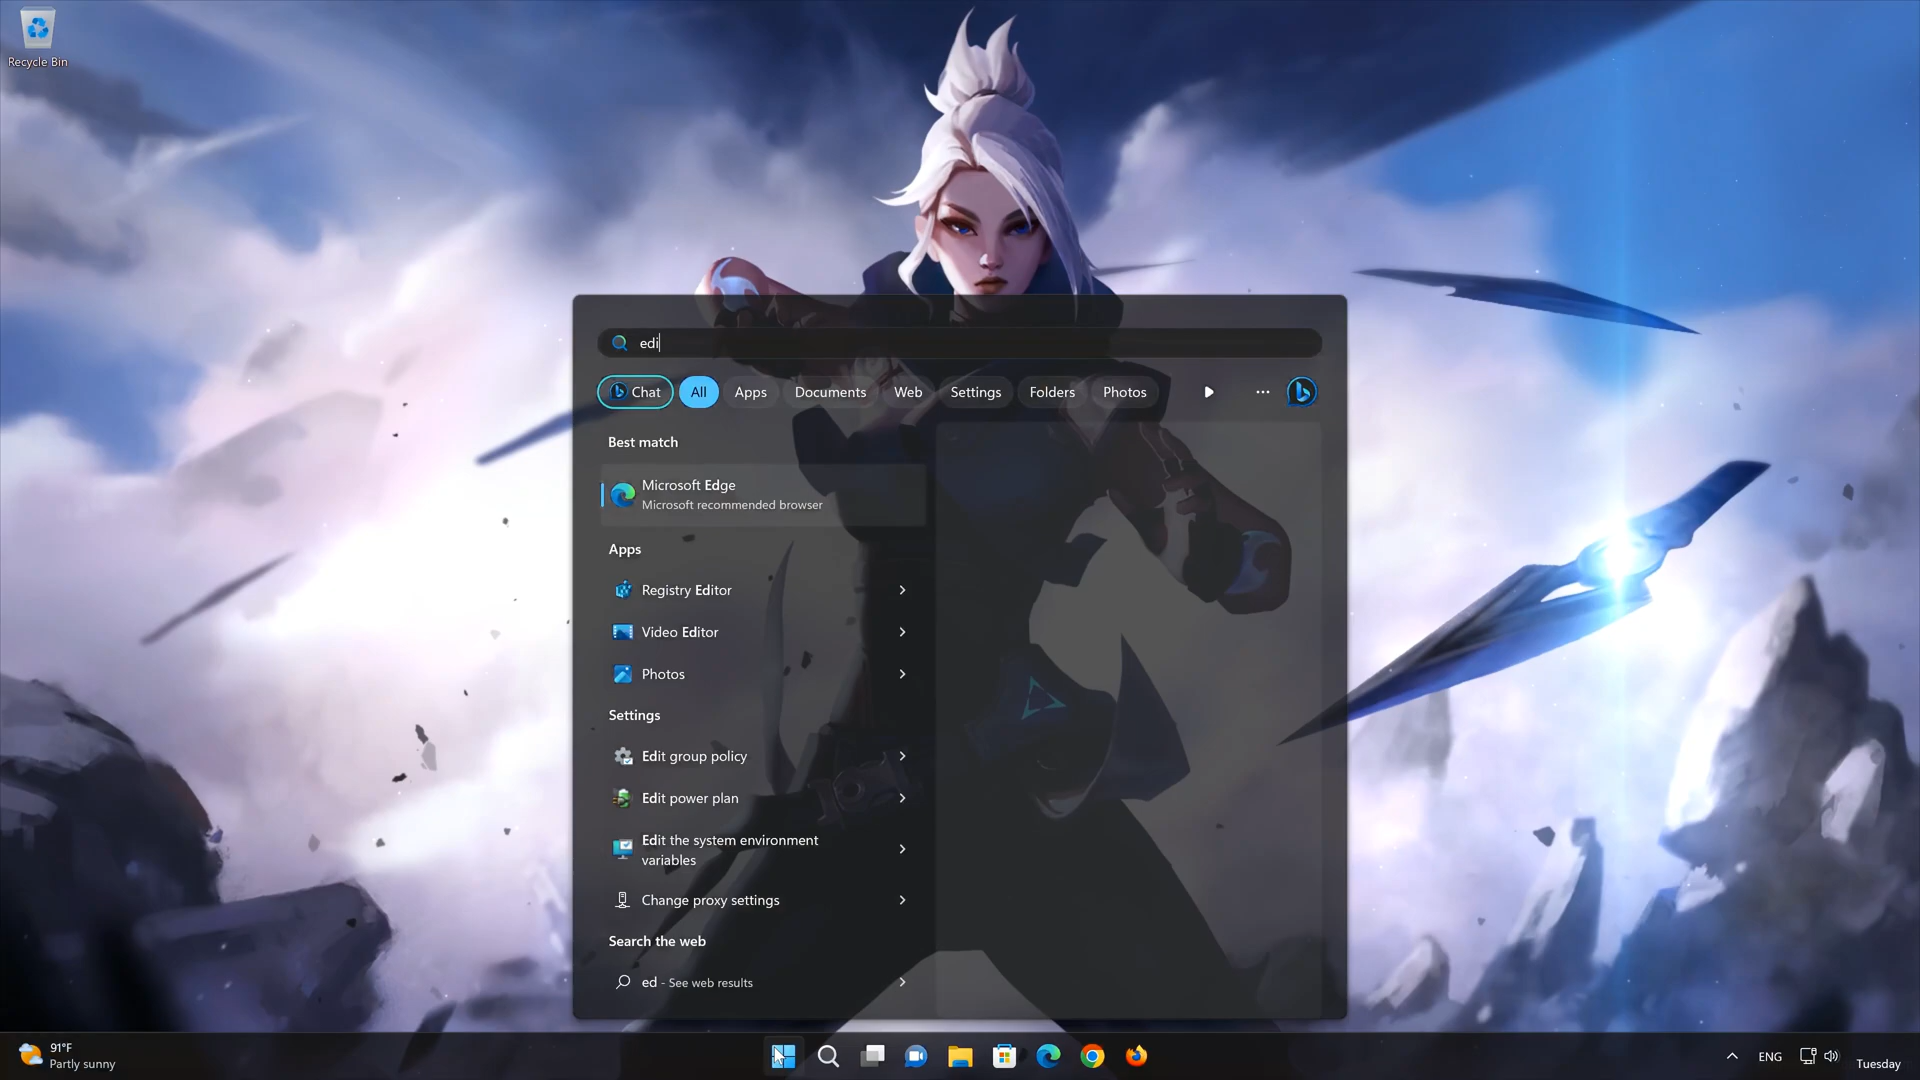 Recycle Bin
edi
Chat
All
Apps
Documents
Web
Settings
Folders
Photos
Best match
Microsoft Edge
Microsoft recommended browser
Apps
Registry Editor
Video Editor
Photos
Settings
Edit group policy
Edit power plan
Edit the system environment
variables
Change proxy settings
Search the web
ed - See web results
91°F
Partly sunny
ENG
Tuesday